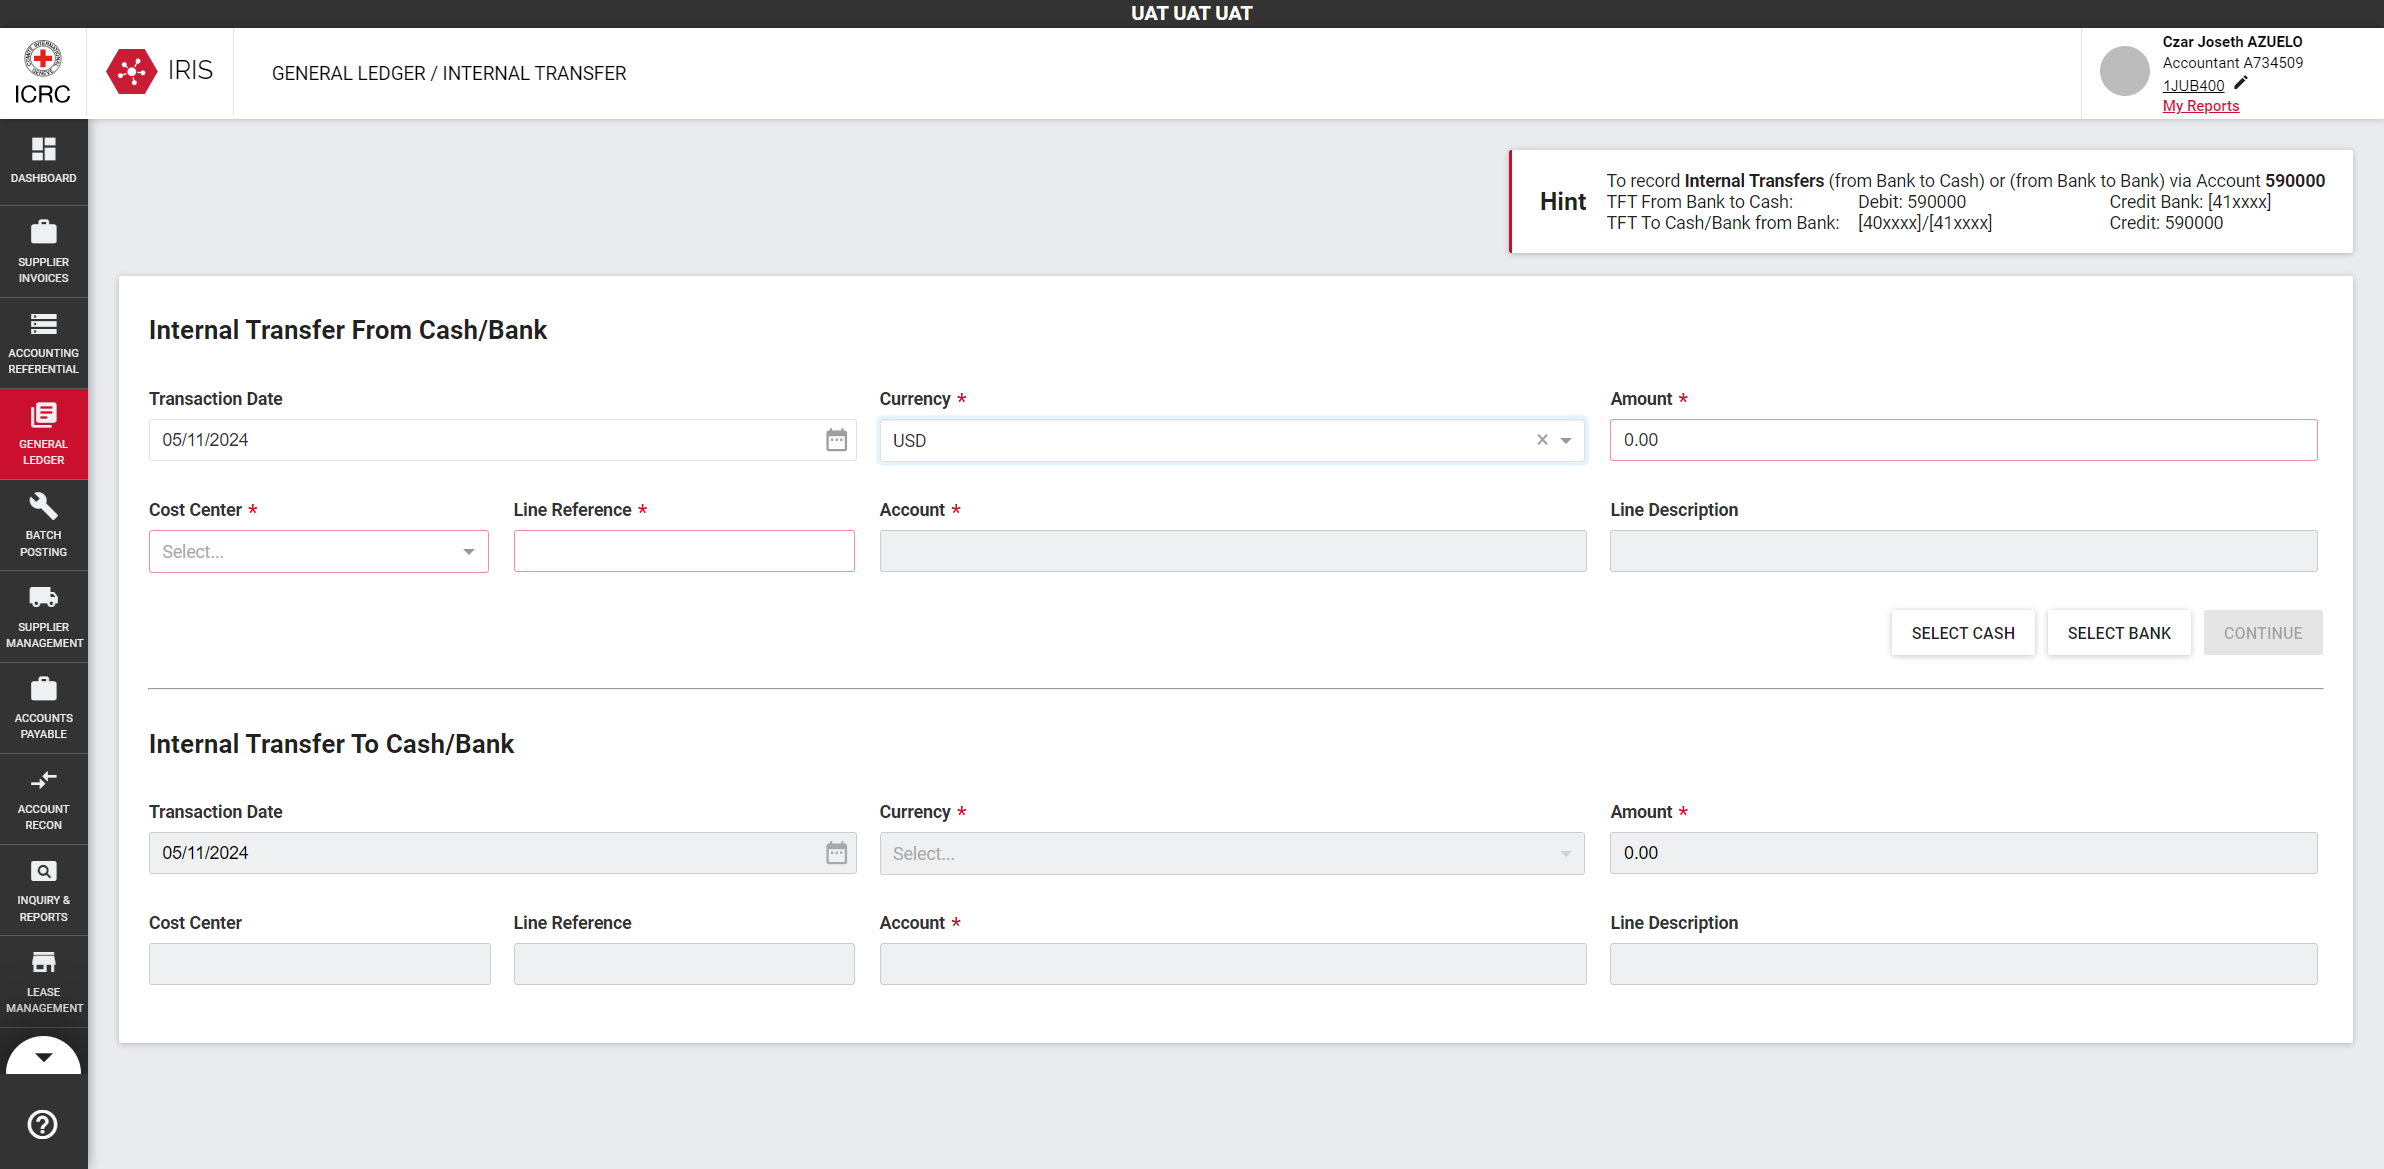 UAT UAT UAT
ICRC
IRIS
GENERAL LEDGER / INTERNAL TRANSFER
Czar Joseth AZUELO
Accountant A734509
1JUB400
My Reports
DASHBOARD
SUPPLIER
INVOICES
ACCOUNTING
REFERENTIAL
GENERAL
LEDGER
BATCH
POSTING
SUPPLIER
MANAGEMENT
ACCOUNTS
PAYABLE
ACCOUNT
RECON
INQUIRY &
REPORTS
LEASE
MANAGEMENT
Hint
To record Internal Transfers (from Bank to Cash) or (from Bank to Bank) via Account 590000
TFT From Bank to Cash: Debit: 590000 Credit Bank: [41xxxx]
TFT To Cash/Bank from Bank: [40xxxx]/[41xxxx] Credit: 590000
Internal Transfer From Cash/Bank
Transaction Date Currency * Amount *
05/11/2024 USD 0.00
Cost Center * Line Reference * Account * Line Description
Select...
SELECT CASH SELECT BANK CONTINUE
Internal Transfer To Cash/Bank
Transaction Date Currency * Amount *
05/11/2024 Select... 0.00
Cost Center Line Reference Account * Line Description